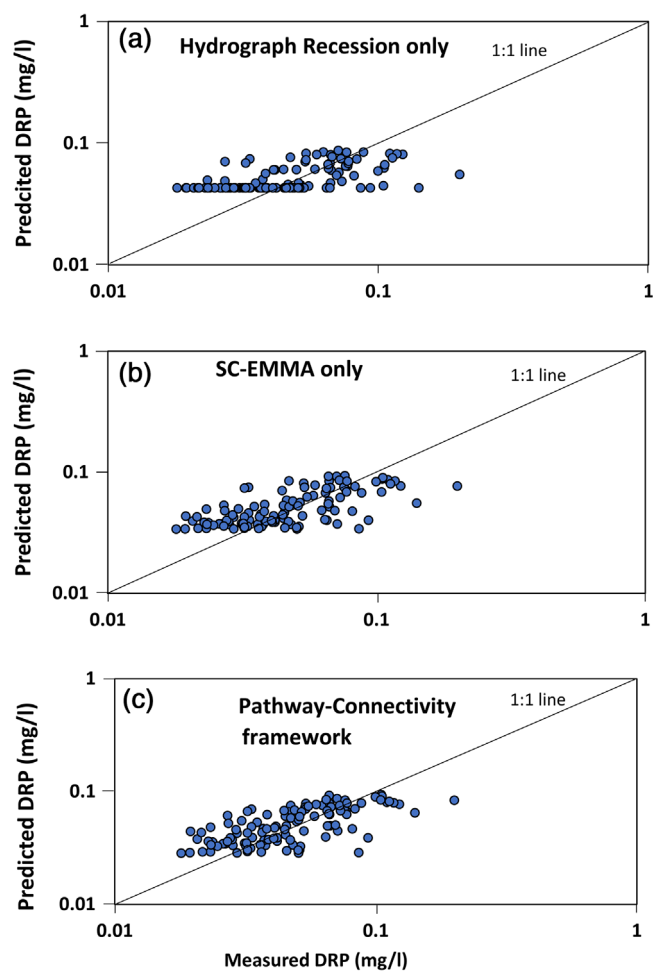 1
(a)
Hydrograph Recession only
1:1 line
0.1
0.01
Predcited DRP (mg/l)
0.01
0.1
1
1
(b)
SC-EMMA only
1:1 line
0.1
0.01
Predicted DRP (mg/l)
0.01
0.1
1
1
(c)
Pathway-Connectivity
framework
1:1 line
0.1
0.01
Predicted DRP (mg/l)
0.01
0.1
1
Measured DRP (mg/l)